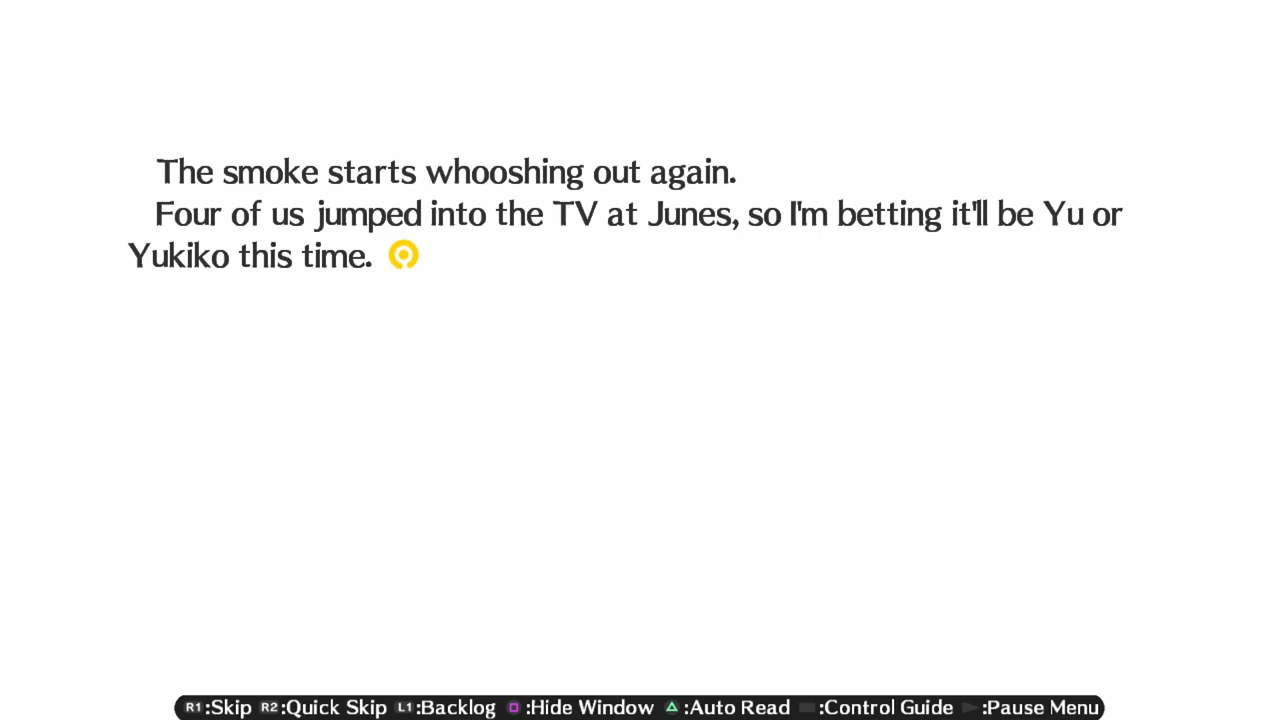 The smoke starts whooshing out again.
Four of us jumped into the TV at Junes, so I'm betting it'll be Yu or
Yukiko this time.
R1:Skip R2:Quick Skip L1:Backlog :Hide Window :Auto Read :Control Guide :Pause Menu